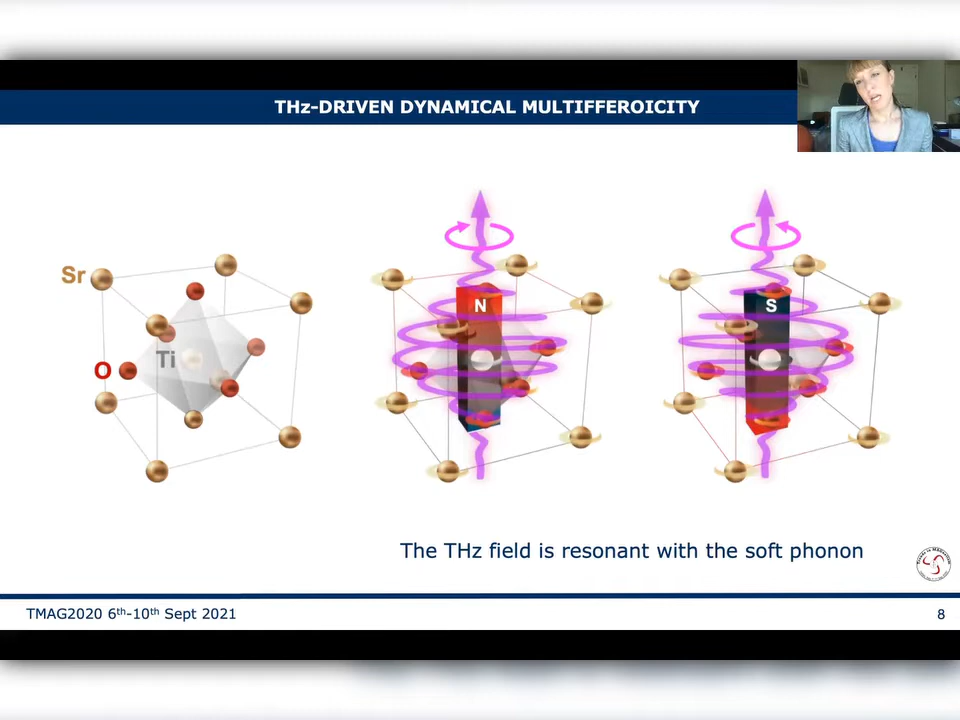 THz-DRIVEN DYNAMICAL MULTIFFEROICITY
Sr
N
S
Ti
O
The THz field is resonant with the soft phonon
TMAG2020 6th-10th Sept 2021
8